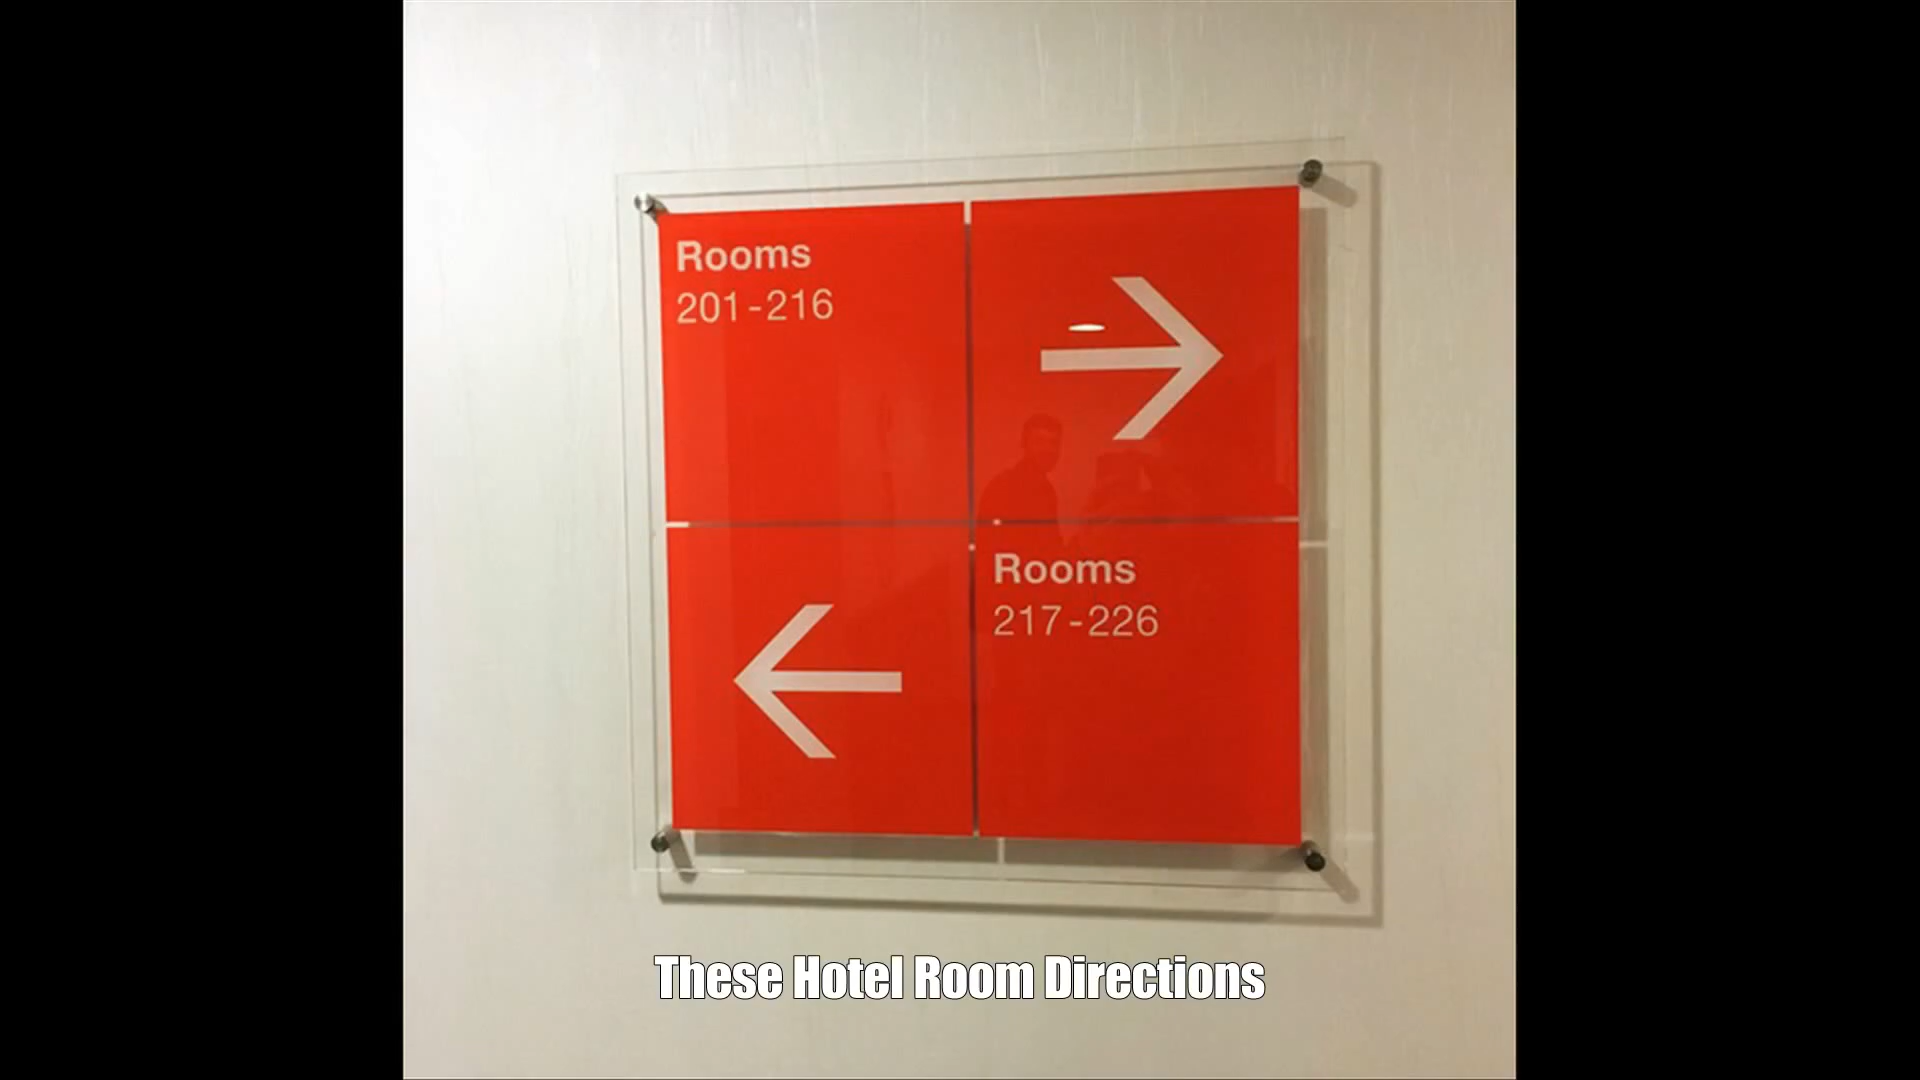 Rooms
201-216
Rooms
217-226
These Hotel Room Directions